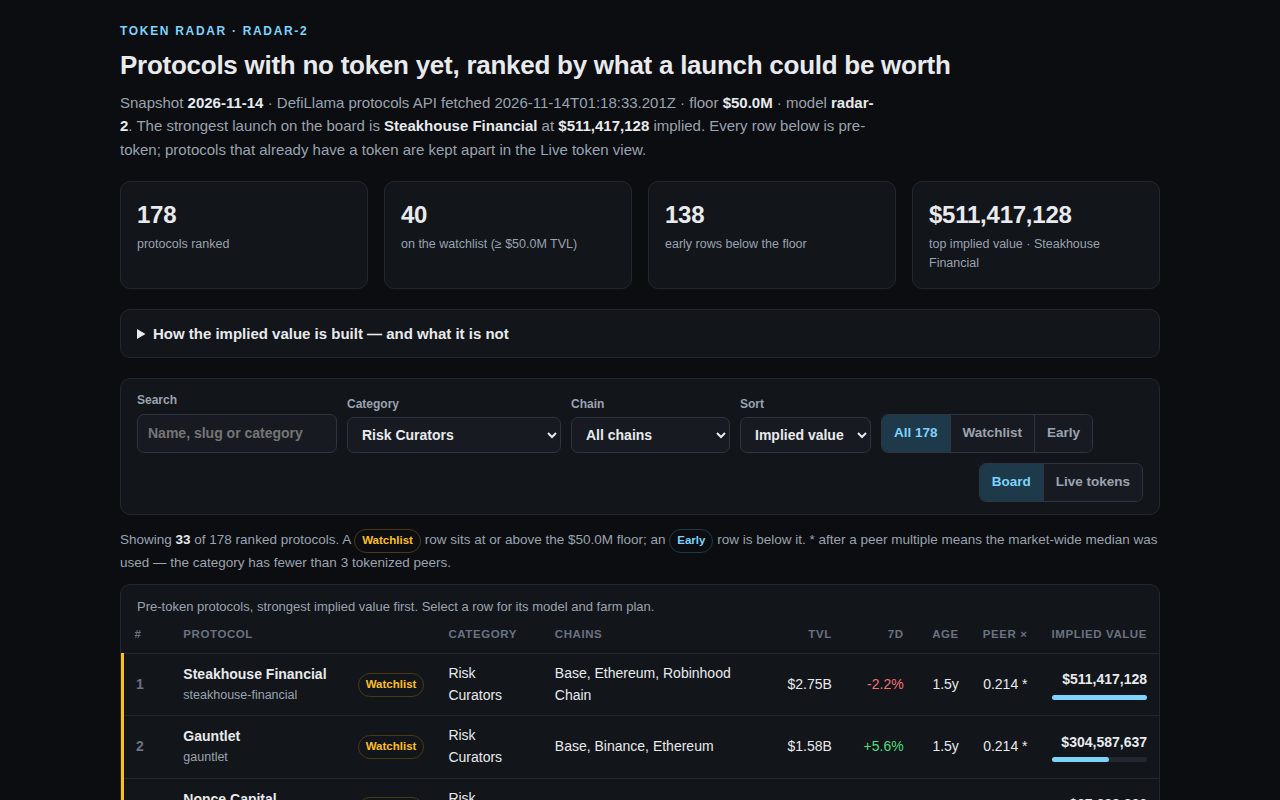 TOKEN RADAR · RADAR-2
Protocols with no token yet, ranked by what a launch could be worth
Snapshot 2026-11-14 · DefiLlama protocols API fetched 2026-11-14T01:18:33.201Z · floor $50.0M · model radar-
2. The strongest launch on the board is Steakhouse Financial at $511,417,128 implied. Every row below is pre-
token; protocols that already have a token are kept apart in the Live token view.
178
protocols ranked
40
on the watchlist (≥ $50.0M TVL)
138
early rows below the floor
$511,417,128
top implied value · Steakhouse
Financial
▶ How the implied value is built — and what it is not
Search
Name, slug or category
Category
Risk Curators
Chain
All chains
Sort
Implied value
All 178 Watchlist Early
Board Live tokens
Showing 33 of 178 ranked protocols. A Watchlist row sits at or above the $50.0M floor; an Early row is below it. * after a peer multiple means the market-wide median was
used — the category has fewer than 3 tokenized peers.
Pre-token protocols, strongest implied value first. Select a row for its model and farm plan.
# PROTOCOL CATEGORY CHAINS TVL 7D AGE PEER × IMPLIED VALUE
1 Steakhouse Financial steakhouse-financial Watchlist Risk Curators Base, Ethereum, Robinhood Chain $2.75B -2.2% 1.5y 0.214 * $511,417,128
2 Gauntlet gauntlet Watchlist Risk Curators Base, Binance, Ethereum $1.58B +5.6% 1.5y 0.214 * $304,587,637
Nonce Capital Risk